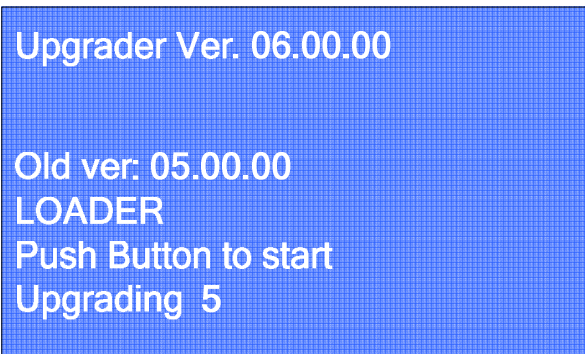 Upgrader Ver. 06.00.00
Old ver: 05.00.00
LOADER
Push Button to start
Upgrading 5